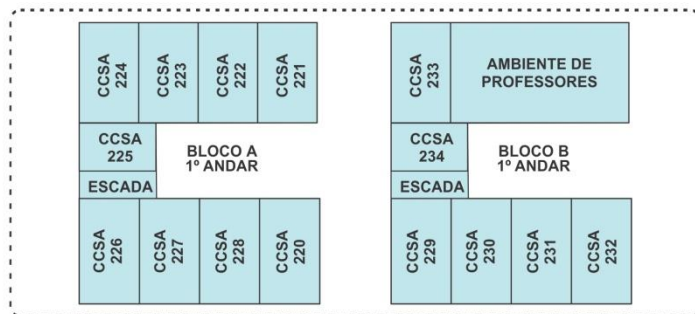 CCSA
224
CCSA
223
CCSA
222
CCSA
221
CCSA
225
BLOCO A
1º ANDAR
ESCADA
CCSA
226
CCSA
227
CCSA
228
CCSA
220
CCSA
233
AMBIENTE DE
PROFESSORES
CCSA
234
BLOCO B
1º ANDAR
ESCADA
CCSA
229
CCSA
230
CCSA
231
CCSA
232